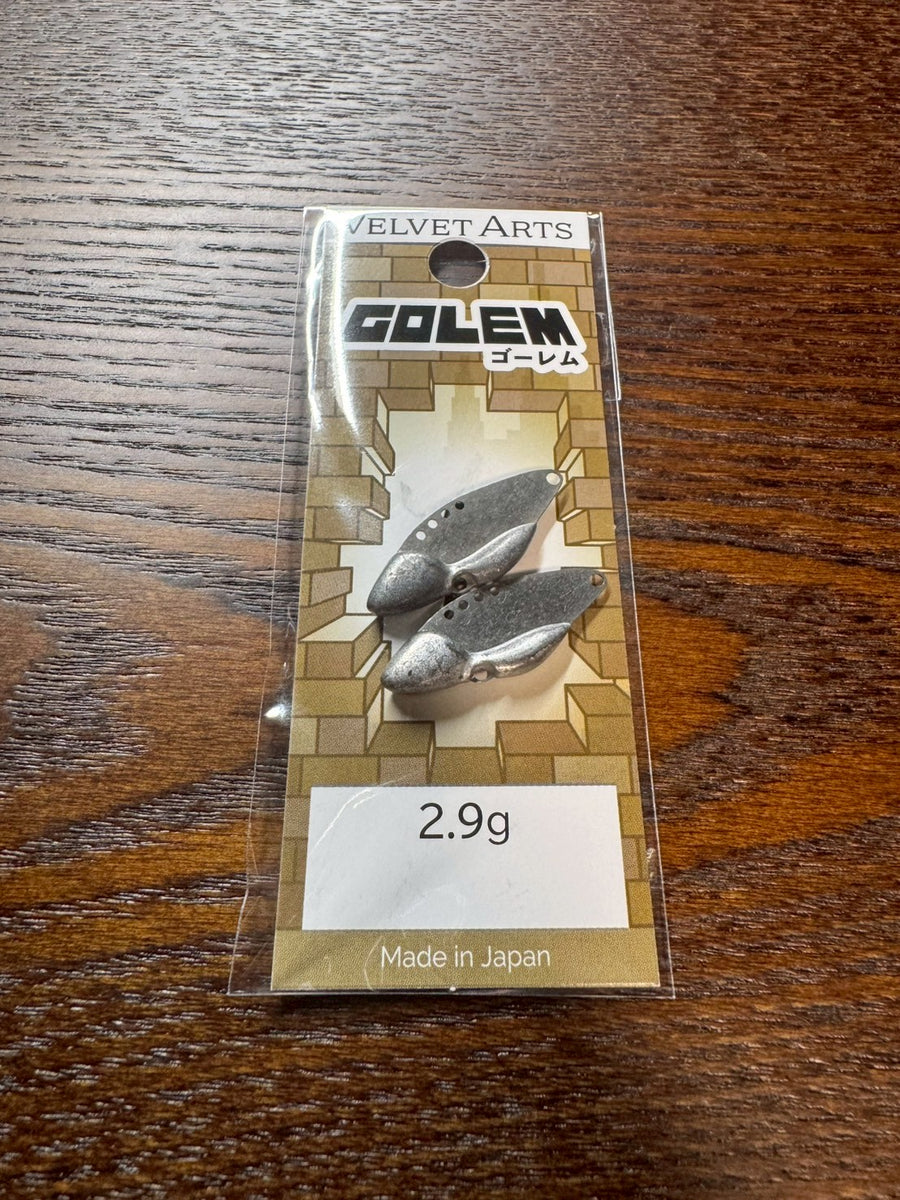 VELVET ARTS
GOLEM
ゴーレム
2.9g
Made in Japan